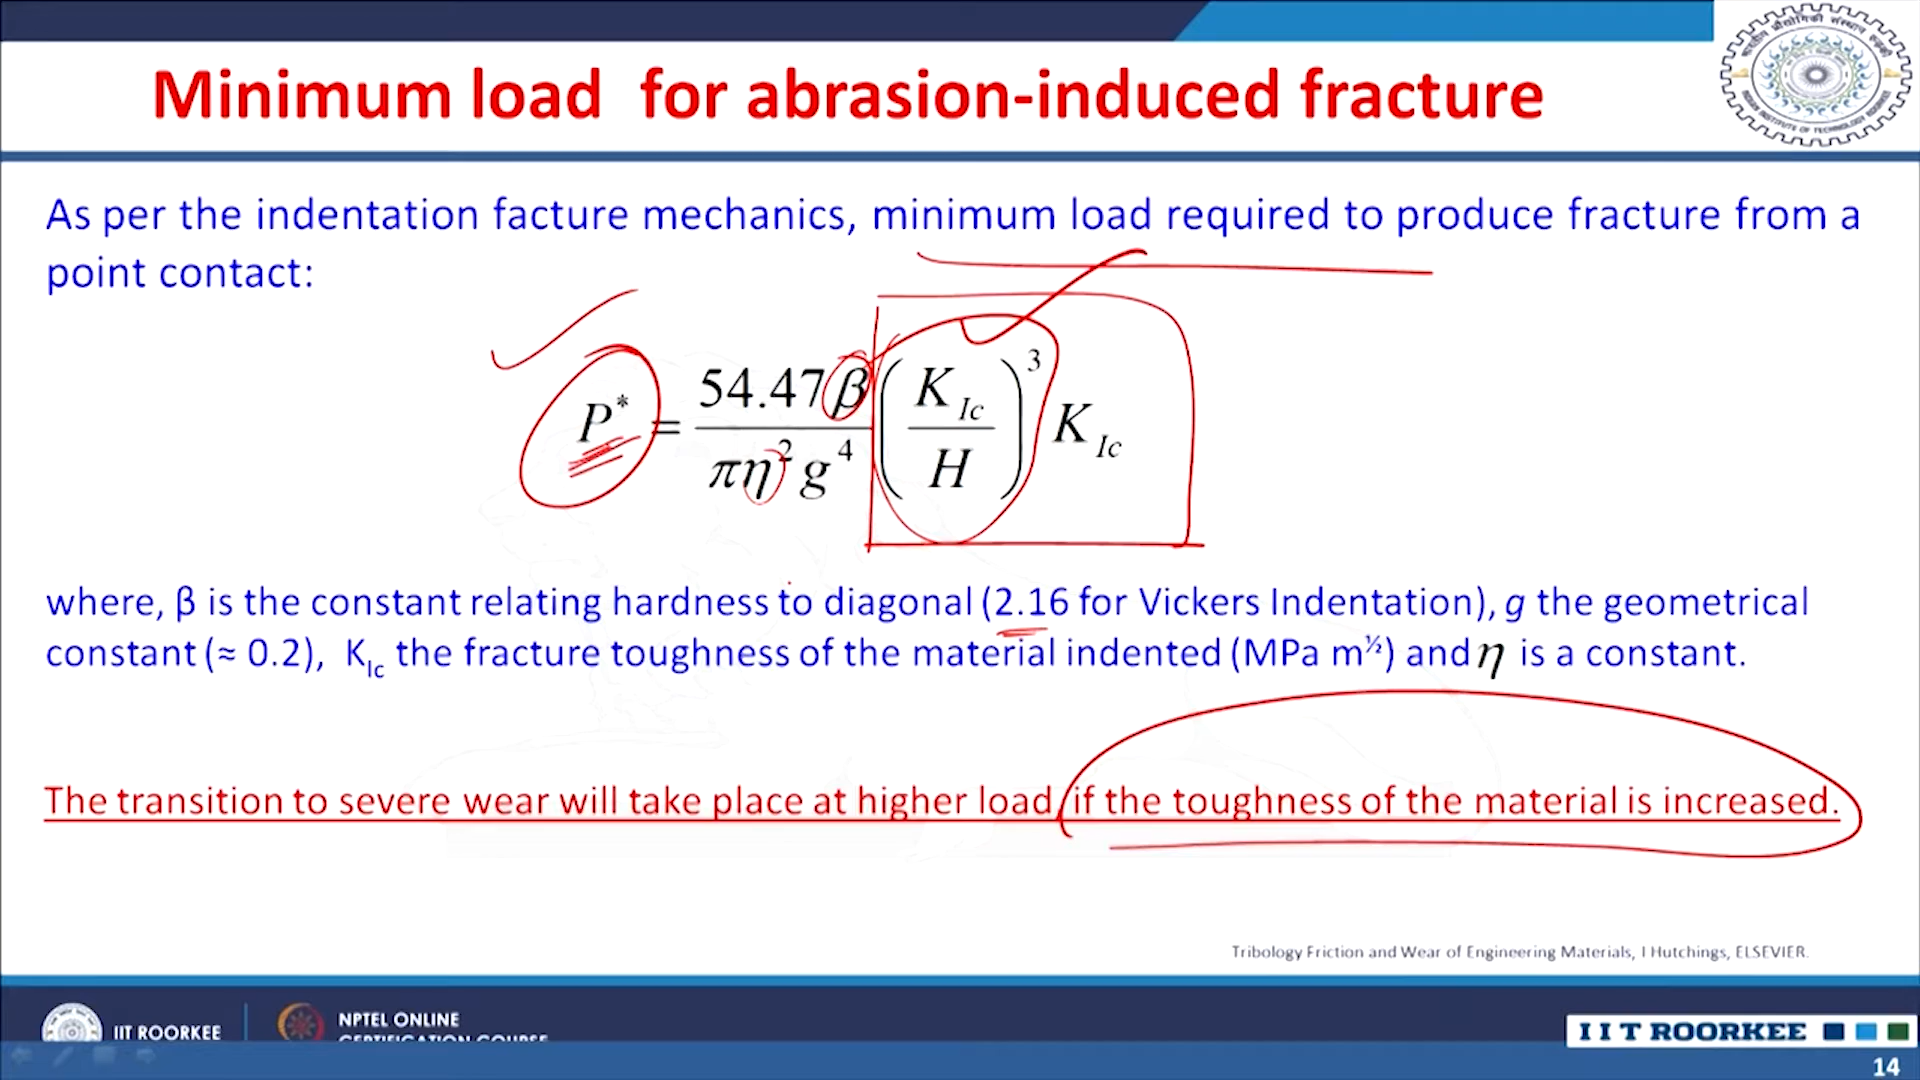 Minimum load for abrasion-induced fracture
As per the indentation facture mechanics, minimum load required to produce fracture from a
point contact:
P* = 54.47β / πη² g⁴ (K_Ic / H)³ K_Ic
where, β is the constant relating hardness to diagonal (2.16 for Vickers Indentation), g the geometrical
constant (≈ 0.2), K_Ic the fracture toughness of the material indented (MPa m^½) and η is a constant.
The transition to severe wear will take place at higher load if the toughness of the material is increased.
Tribology Friction and Wear of Engineering Materials, I Hutchings, ELSEVIER.
IIT ROORKEE
NPTEL ONLINE
CERTIFICATION COURSE
IIT ROORKEE
14